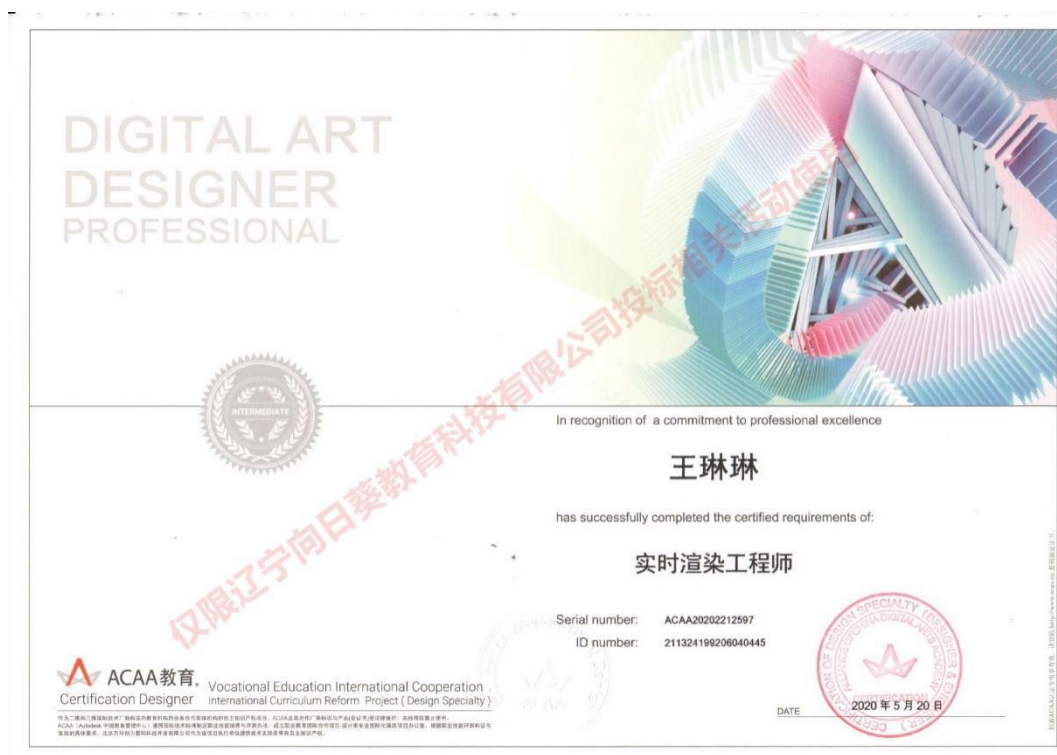 DIGITAL ART
DESIGNER
PROFESSIONAL
INTERMEDIATE
仅限辽宁向日葵教育科技有限公司投标相关活动使用
In recognition of a commitment to professional excellence
王琳琳
has successfully completed the certified requirements of:
实时渲染工程师
Serial number: ACAA20202212597
ID number: 211324199206040445
ACAA教育
Certification Designer
Vocational Education International Cooperation
International Curriculum Reform Project ( Design Specialty )
DATE 2020 年 5 月 20 日